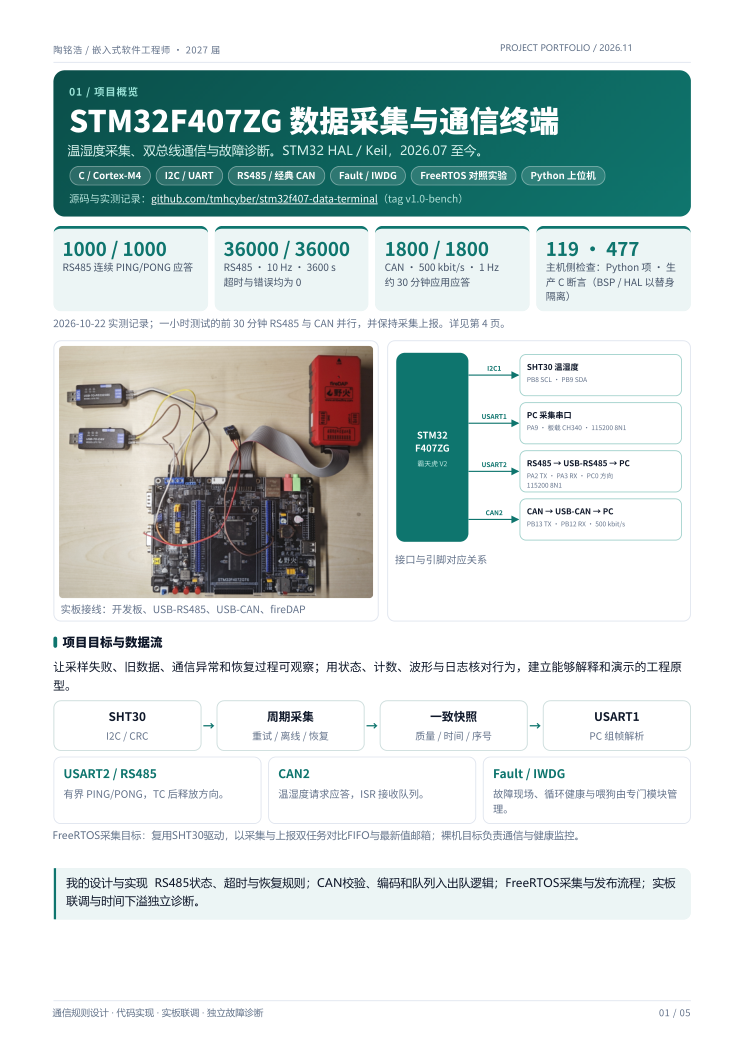 陶铭浩 / 嵌入式软件工程师 · 2027 届
PROJECT PORTFOLIO / 2026.11
01 / 项目概览
STM32F407ZG 数据采集与通信终端
温湿度采集、双总线通信与故障诊断。STM32 HAL / Keil，2026.07 至今。
C / Cortex-M4
I2C / UART
RS485 / 经典 CAN
Fault / IWDG
FreeRTOS 对照实验
Python 上位机
源码与实测记录：github.com/tmhcyber/stm32f407-data-terminal（tag v1.0-bench）
1000 / 1000
RS485 连续 PING/PONG 应答
36000 / 36000
RS485 · 10 Hz · 3600 s
超时与错误均为 0
1800 / 1800
CAN · 500 kbit/s · 1 Hz
约 30 分钟应用应答
119 · 477
主机侧检查：Python 项 · 生
产 C 断言（BSP / HAL 以替身
隔离）
2026-10-22 实测记录；一小时测试的前 30 分钟 RS485 与 CAN 并行，并保持采集上报。详见第 4 页。
fireDAP
野火
野火
实板接线：开发板、USB-RS485、USB-CAN、fireDAP
STM32
F407ZG
霸天虎 V2
I2C1
SHT30 温湿度
PB8 SCL · PB9 SDA
USART1
PC 采集串口
PA9 · 板载 CH340 · 115200 8N1
USART2
RS485 → USB-RS485 → PC
PA2 TX · PA3 RX · PC0 方向
115200 8N1
CAN2
CAN → USB-CAN → PC
PB13 TX · PB12 RX · 500 kbit/s
接口与引脚对应关系
项目目标与数据流
让采样失败、旧数据、通信异常和恢复过程可观察；用状态、计数、波形与日志核对行为，建立能够解释和演示的工程原
型。
SHT30
I2C / CRC
→
周期采集
重试 / 离线 / 恢复
→
一致快照
质量 / 时间 / 序号
→
USART1
PC 组帧解析
USART2 / RS485
有界 PING/PONG，TC 后释放方向。
CAN2
温湿度请求应答，ISR 接收队列。
Fault / IWDG
故障现场、循环健康与喂狗由专门模块管
理。
FreeRTOS采集目标：复用SHT30驱动，以采集与上报双任务对比FIFO与最新值邮箱；裸机目标负责通信与健康监控。
我的设计与实现 RS485状态、超时与恢复规则；CAN校验、编码和队列入出队逻辑；FreeRTOS采集与发布流程；实板
联调与时间下溢独立诊断。
通信规则设计 · 代码实现 · 实板联调 · 独立故障诊断
01 / 05